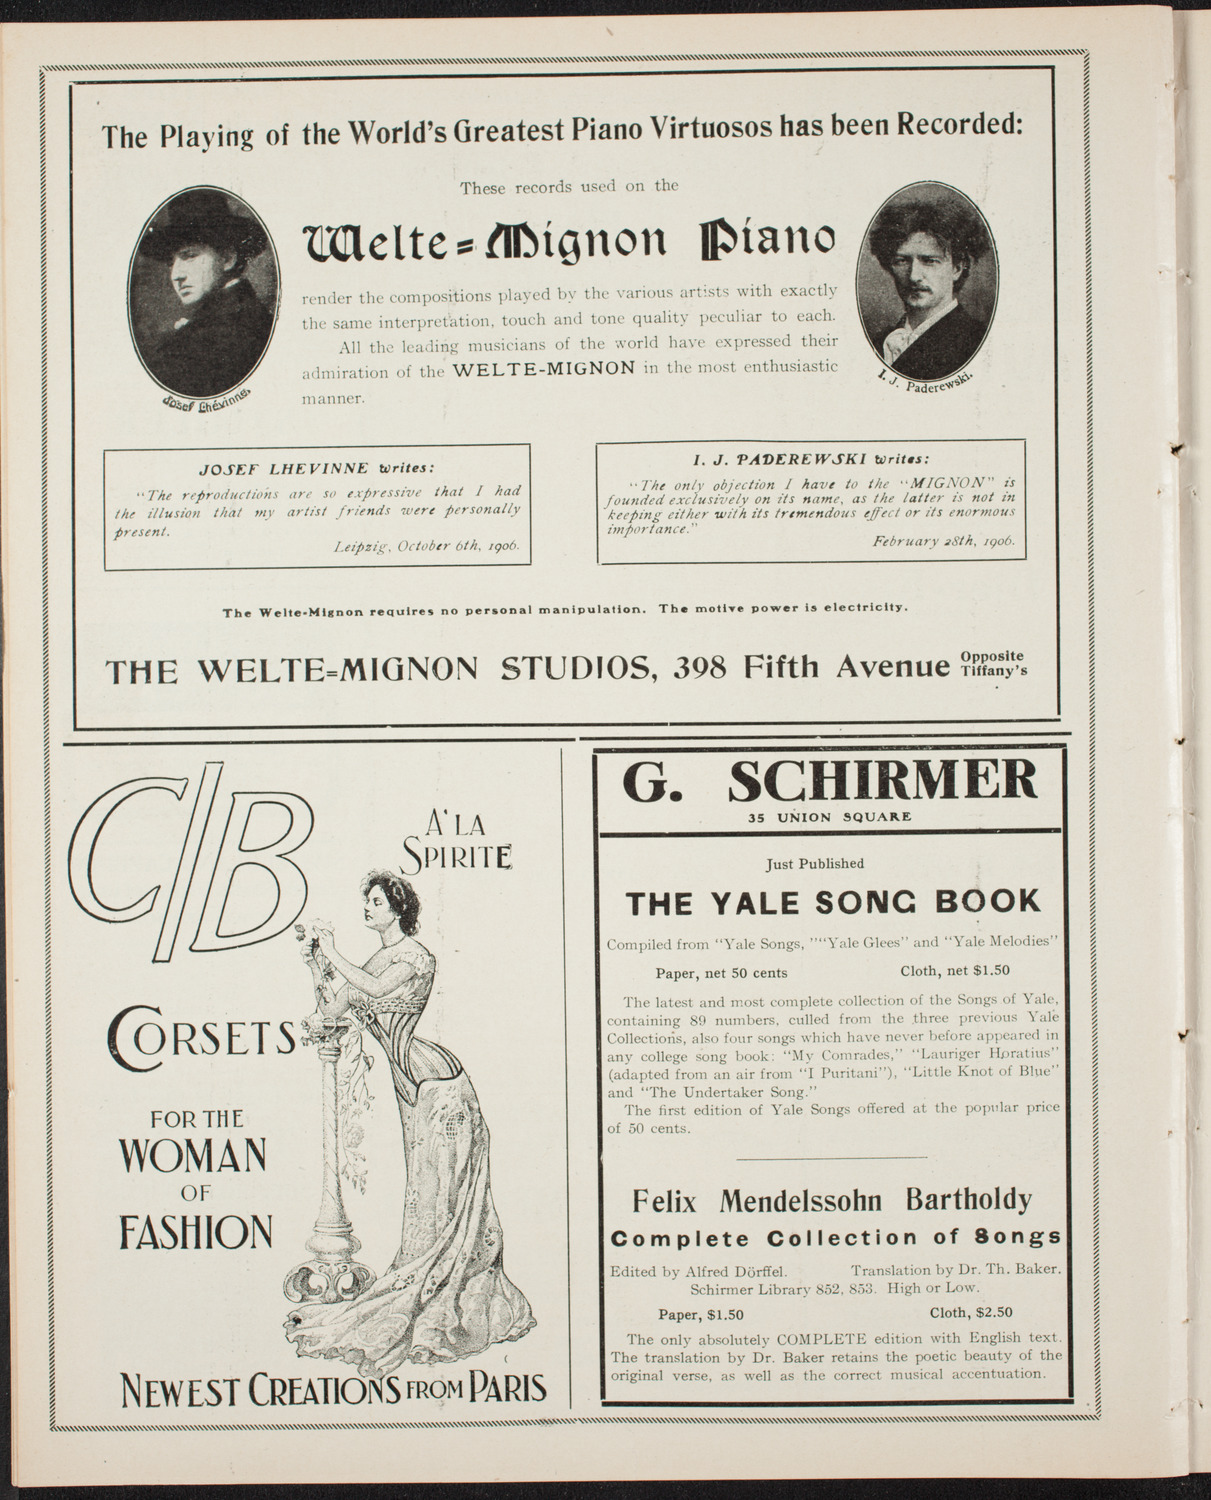 The Playing of the World's Greatest Piano Virtuosos has been Recorded:
These records used on the
Welte=Mignon Piano
render the compositions played by the various artists with exactly
the same interpretation, touch and tone quality peculiar to each.
All the leading musicians of the world have expressed their
admiration of the WELTE-MIGNON in the most enthusiastic
manner.
Josef Lhévinne,
I. J. Paderewski.
JOSEF LHEVINNE writes:
"The reproductions are so expressive that I had
the illusion that my artist friends were personally
present.
Leipzig, October 6th, 1906.
I. J. PADEREWSKI writes:
"The only objection I have to the "MIGNON" is
founded exclusively on its name, as the latter is not in
keeping either with its tremendous effect or its enormous
importance."
February 28th, 1906.
The Welte-Mignon requires no personal manipulation. The motive power is electricity.
THE WELTE=MIGNON STUDIOS, 398 Fifth Avenue Opposite
Tiffany's
C/B
A' LA
SPIRITE
CORSETS
FOR THE
WOMAN
OF
FASHION
NEWEST CREATIONS FROM PARIS
G. SCHIRMER
35 UNION SQUARE
Just Published
THE YALE SONG BOOK
Compiled from "Yale Songs, ""Yale Glees" and "Yale Melodies"
Paper, net 50 cents Cloth, net $1.50
The latest and most complete collection of the Songs of Yale,
containing 89 numbers, culled from the three previous Yale
Collections, also four songs which have never before appeared in
any college song book: "My Comrades," "Lauriger Horatius"
(adapted from an air from "I Puritani"), "Little Knot of Blue"
and "The Undertaker Song."
The first edition of Yale Songs offered at the popular price
of 50 cents.
Felix Mendelssohn Bartholdy
Complete Collection of Songs
Edited by Alfred Dörffel. Translation by Dr. Th. Baker.
Schirmer Library 852, 853. High or Low.
Paper, $1.50 Cloth, $2.50
The only absolutely COMPLETE edition with English text.
The translation by Dr. Baker retains the poetic beauty of the
original verse, as well as the correct musical accentuation.